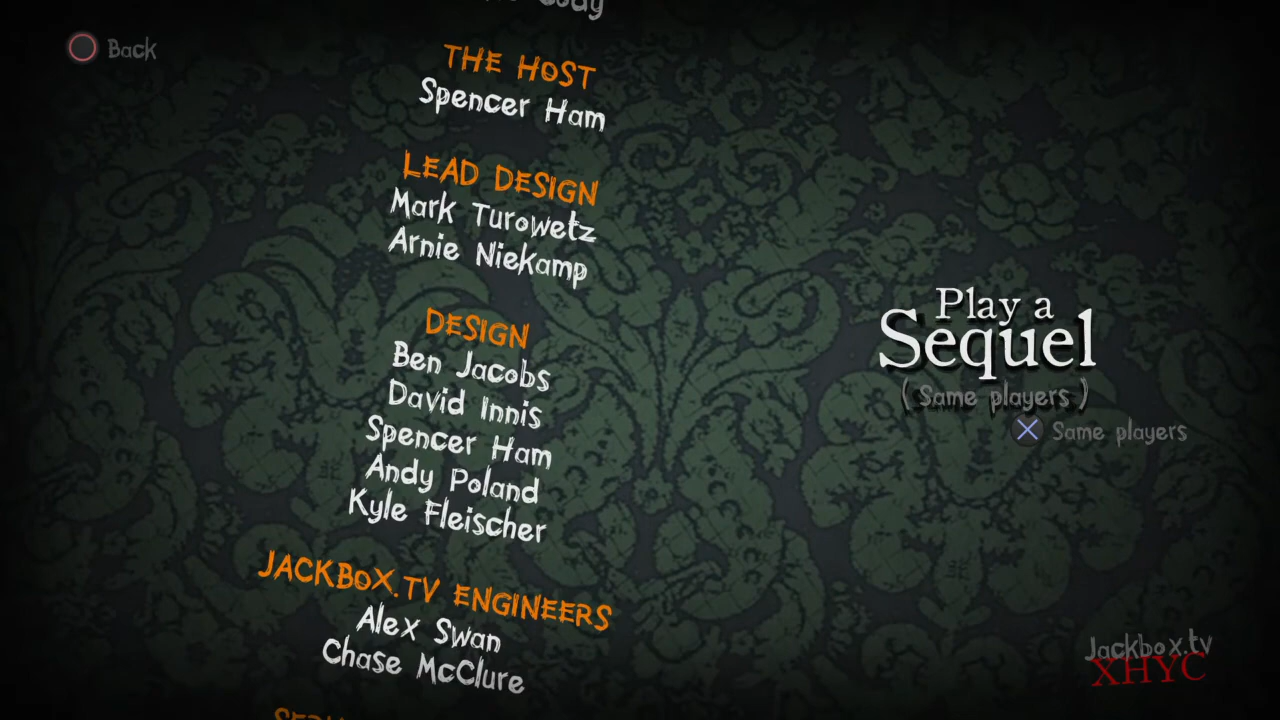 Back
THE HOST
Spencer Ham
LEAD DESIGN
Mark Turowetz
Arnie Niekamp
DESIGN
Ben Jacobs
David Innis
Spencer Ham
Andy Poland
Kyle Fleischer
JACKBOX.TV ENGINEERS
Alex Swan
Chase McClure
Play a
Sequel
( Same players )
Same players
Jackbox.tv
XHYC